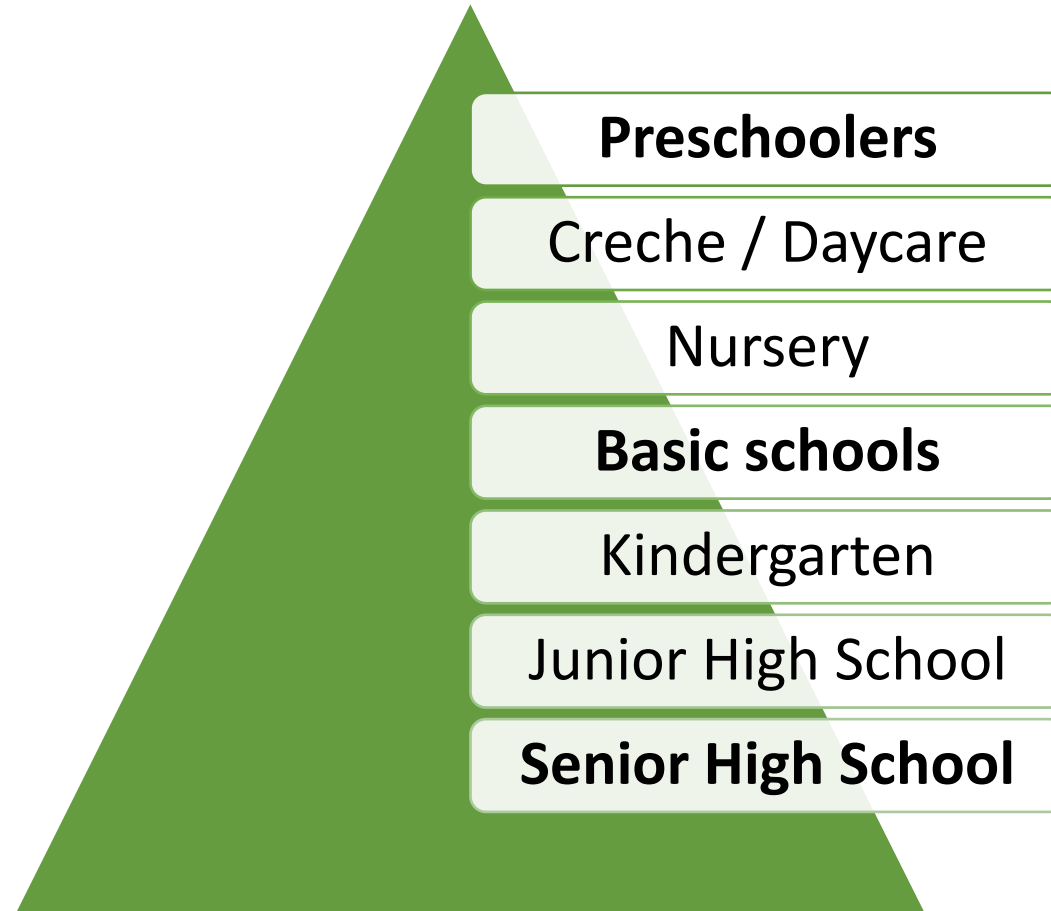 Preschoolers
Creche / Daycare
Nursery
Basic schools
Kindergarten
Junior High School
Senior High School